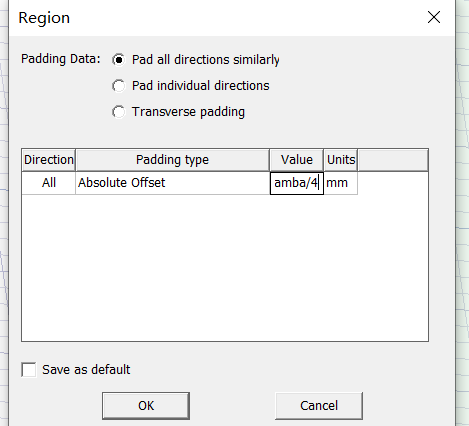 Region
Padding Data: Pad all directions similarly
Pad individual directions
Transverse padding
Direction Padding type Value Units
All Absolute Offset amba/4 mm
Save as default
OK Cancel